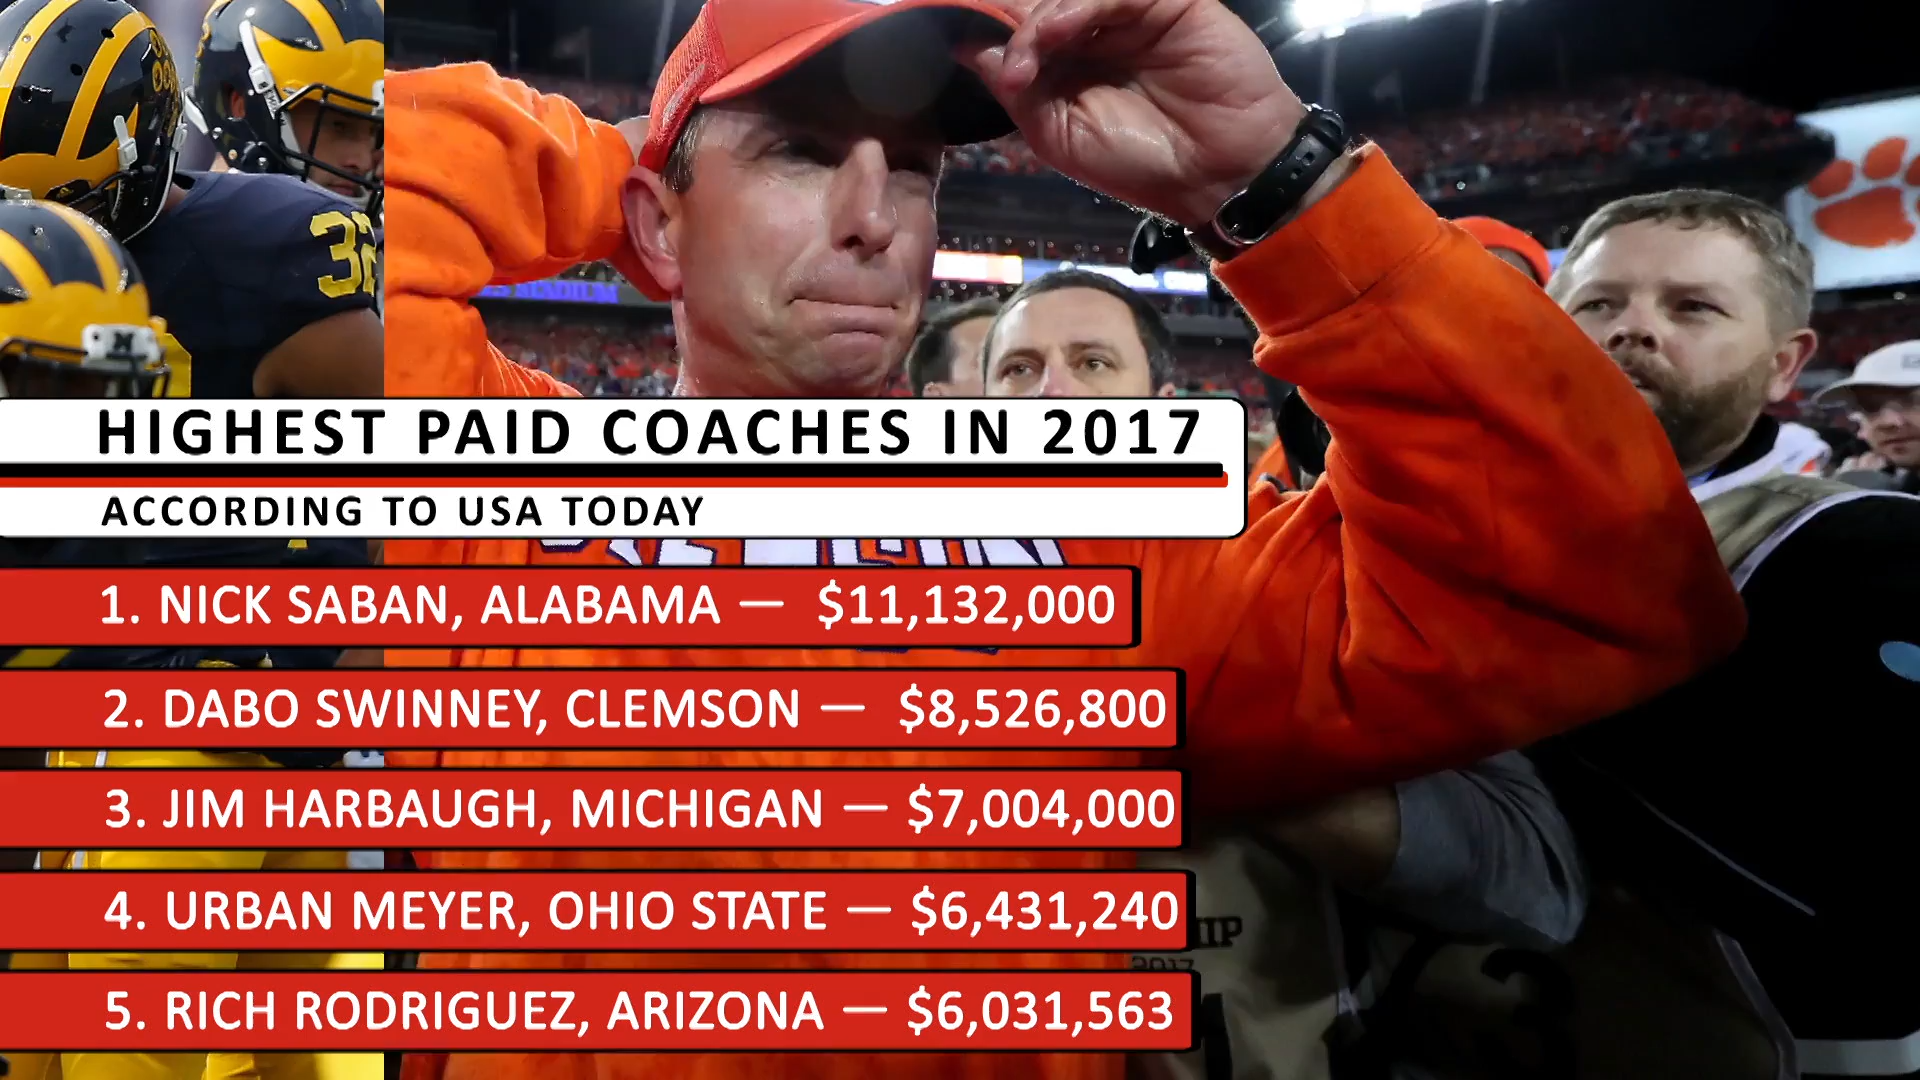 32
HIGHEST PAID COACHES IN 2017
ACCORDING TO USA TODAY
1. NICK SABAN, ALABAMA — $11,132,000
2. DABO SWINNEY, CLEMSON — $8,526,800
3. JIM HARBAUGH, MICHIGAN — $7,004,000
4. URBAN MEYER, OHIO STATE — $6,431,240
5. RICH RODRIGUEZ, ARIZONA — $6,031,563
2017